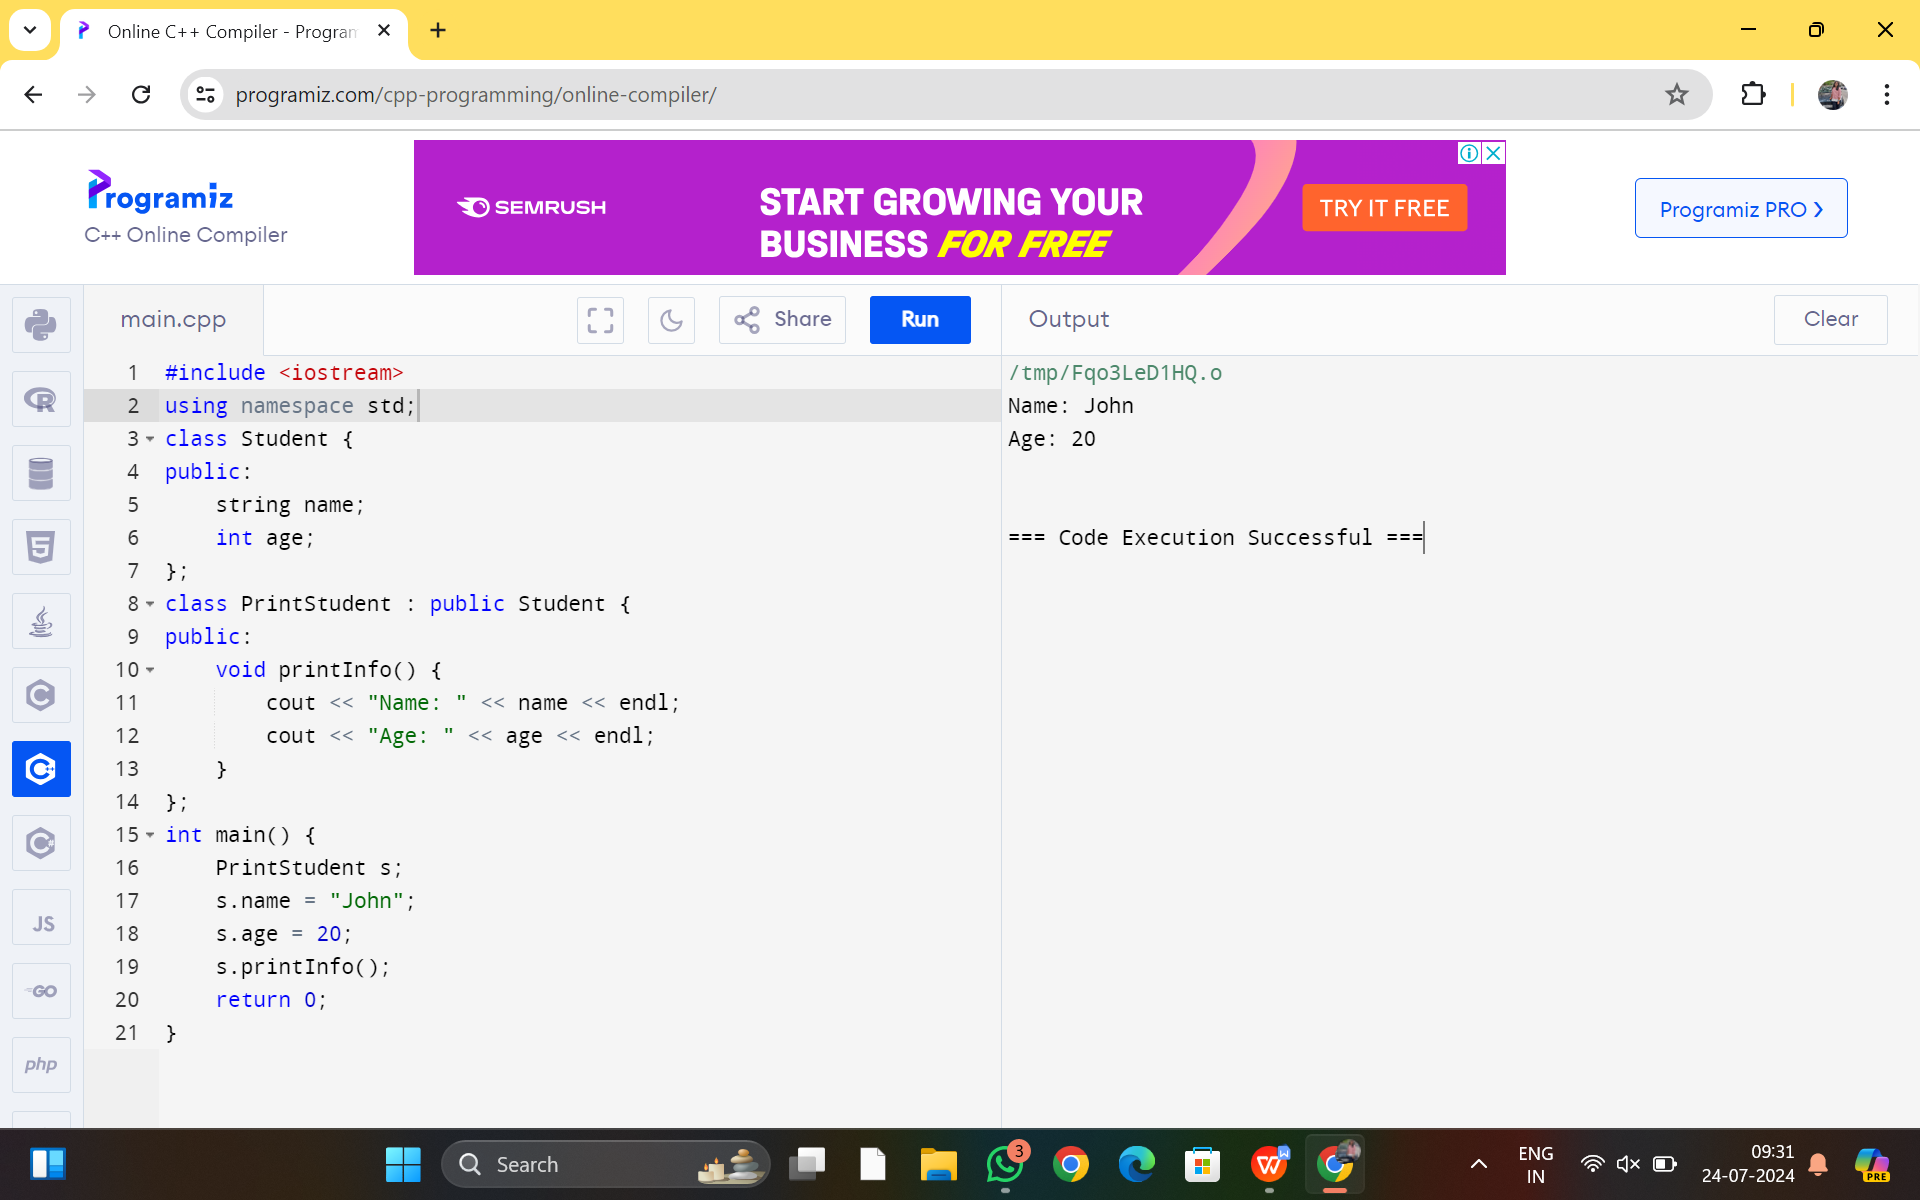 Online C++ Compiler - Program
programiz.com/cpp-programming/online-compiler/
Programiz
C++ Online Compiler
SEMRUSH
START GROWING YOUR
BUSINESS FOR FREE
TRY IT FREE
Programiz PRO
main.cpp
Share
Run
Output
Clear
1 #include <iostream>
2 using namespace std;
3 class Student {
4 public:
5     string name;
6     int age;
7 };
8 class PrintStudent : public Student {
9 public:
10     void printInfo() {
11         cout << "Name: " << name << endl;
12         cout << "Age: " << age << endl;
13     }
14 };
15 int main() {
16     PrintStudent s;
17     s.name = "John";
18     s.age = 20;
19     s.printInfo();
20     return 0;
21 }
/tmp/Fqo3LeD1HQ.o
Name: John
Age: 20
=== Code Execution Successful ===
R
5
C
C++
C#
JS
GO
php
Search
3
W
W
ENG
IN
09:31
24-07-2024
PRE